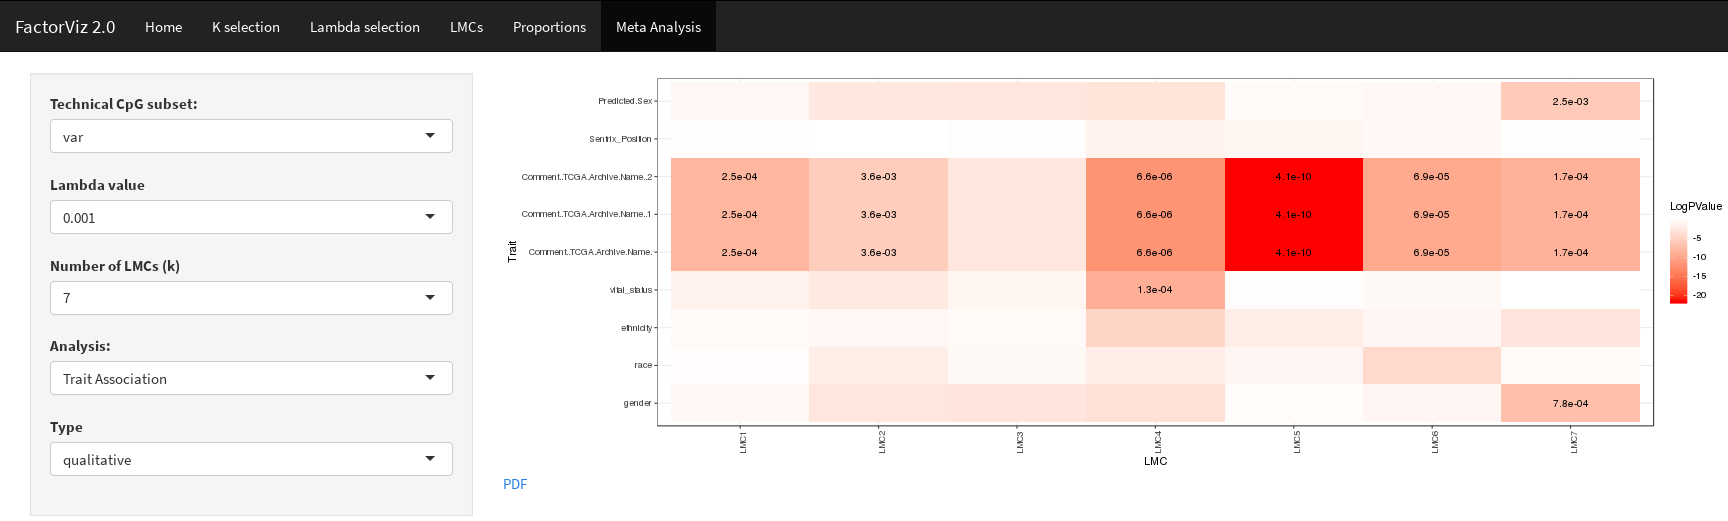 FactorViz 2.0 Home K selection Lambda selection LMCs Proportions Meta Analysis
Technical CpG subset:
var
Lambda value
0.001
Number of LMCs (k)
7
Analysis:
Trait Association
Type
qualitative
Trait
Predicted.Sex 2.5e-03
Sentrix_Position
Comment..TCGA.Archive.Name..2 2.5e-04 3.6e-03 6.6e-06 4.1e-10 6.9e-05 1.7e-04
Comment..TCGA.Archive.Name..1 2.5e-04 3.6e-03 6.6e-06 4.1e-10 6.9e-05 1.7e-04
Comment..TCGA.Archive.Name. 2.5e-04 3.6e-03 6.6e-06 4.1e-10 6.9e-05 1.7e-04
vital_status 1.3e-04
ethnicity
race
gender 7.8e-04
LMC1 LMC2 LMC3 LMC4 LMC5 LMC6 LMC7
LMC
LogPValue
-5
-10
-15
-20
PDF